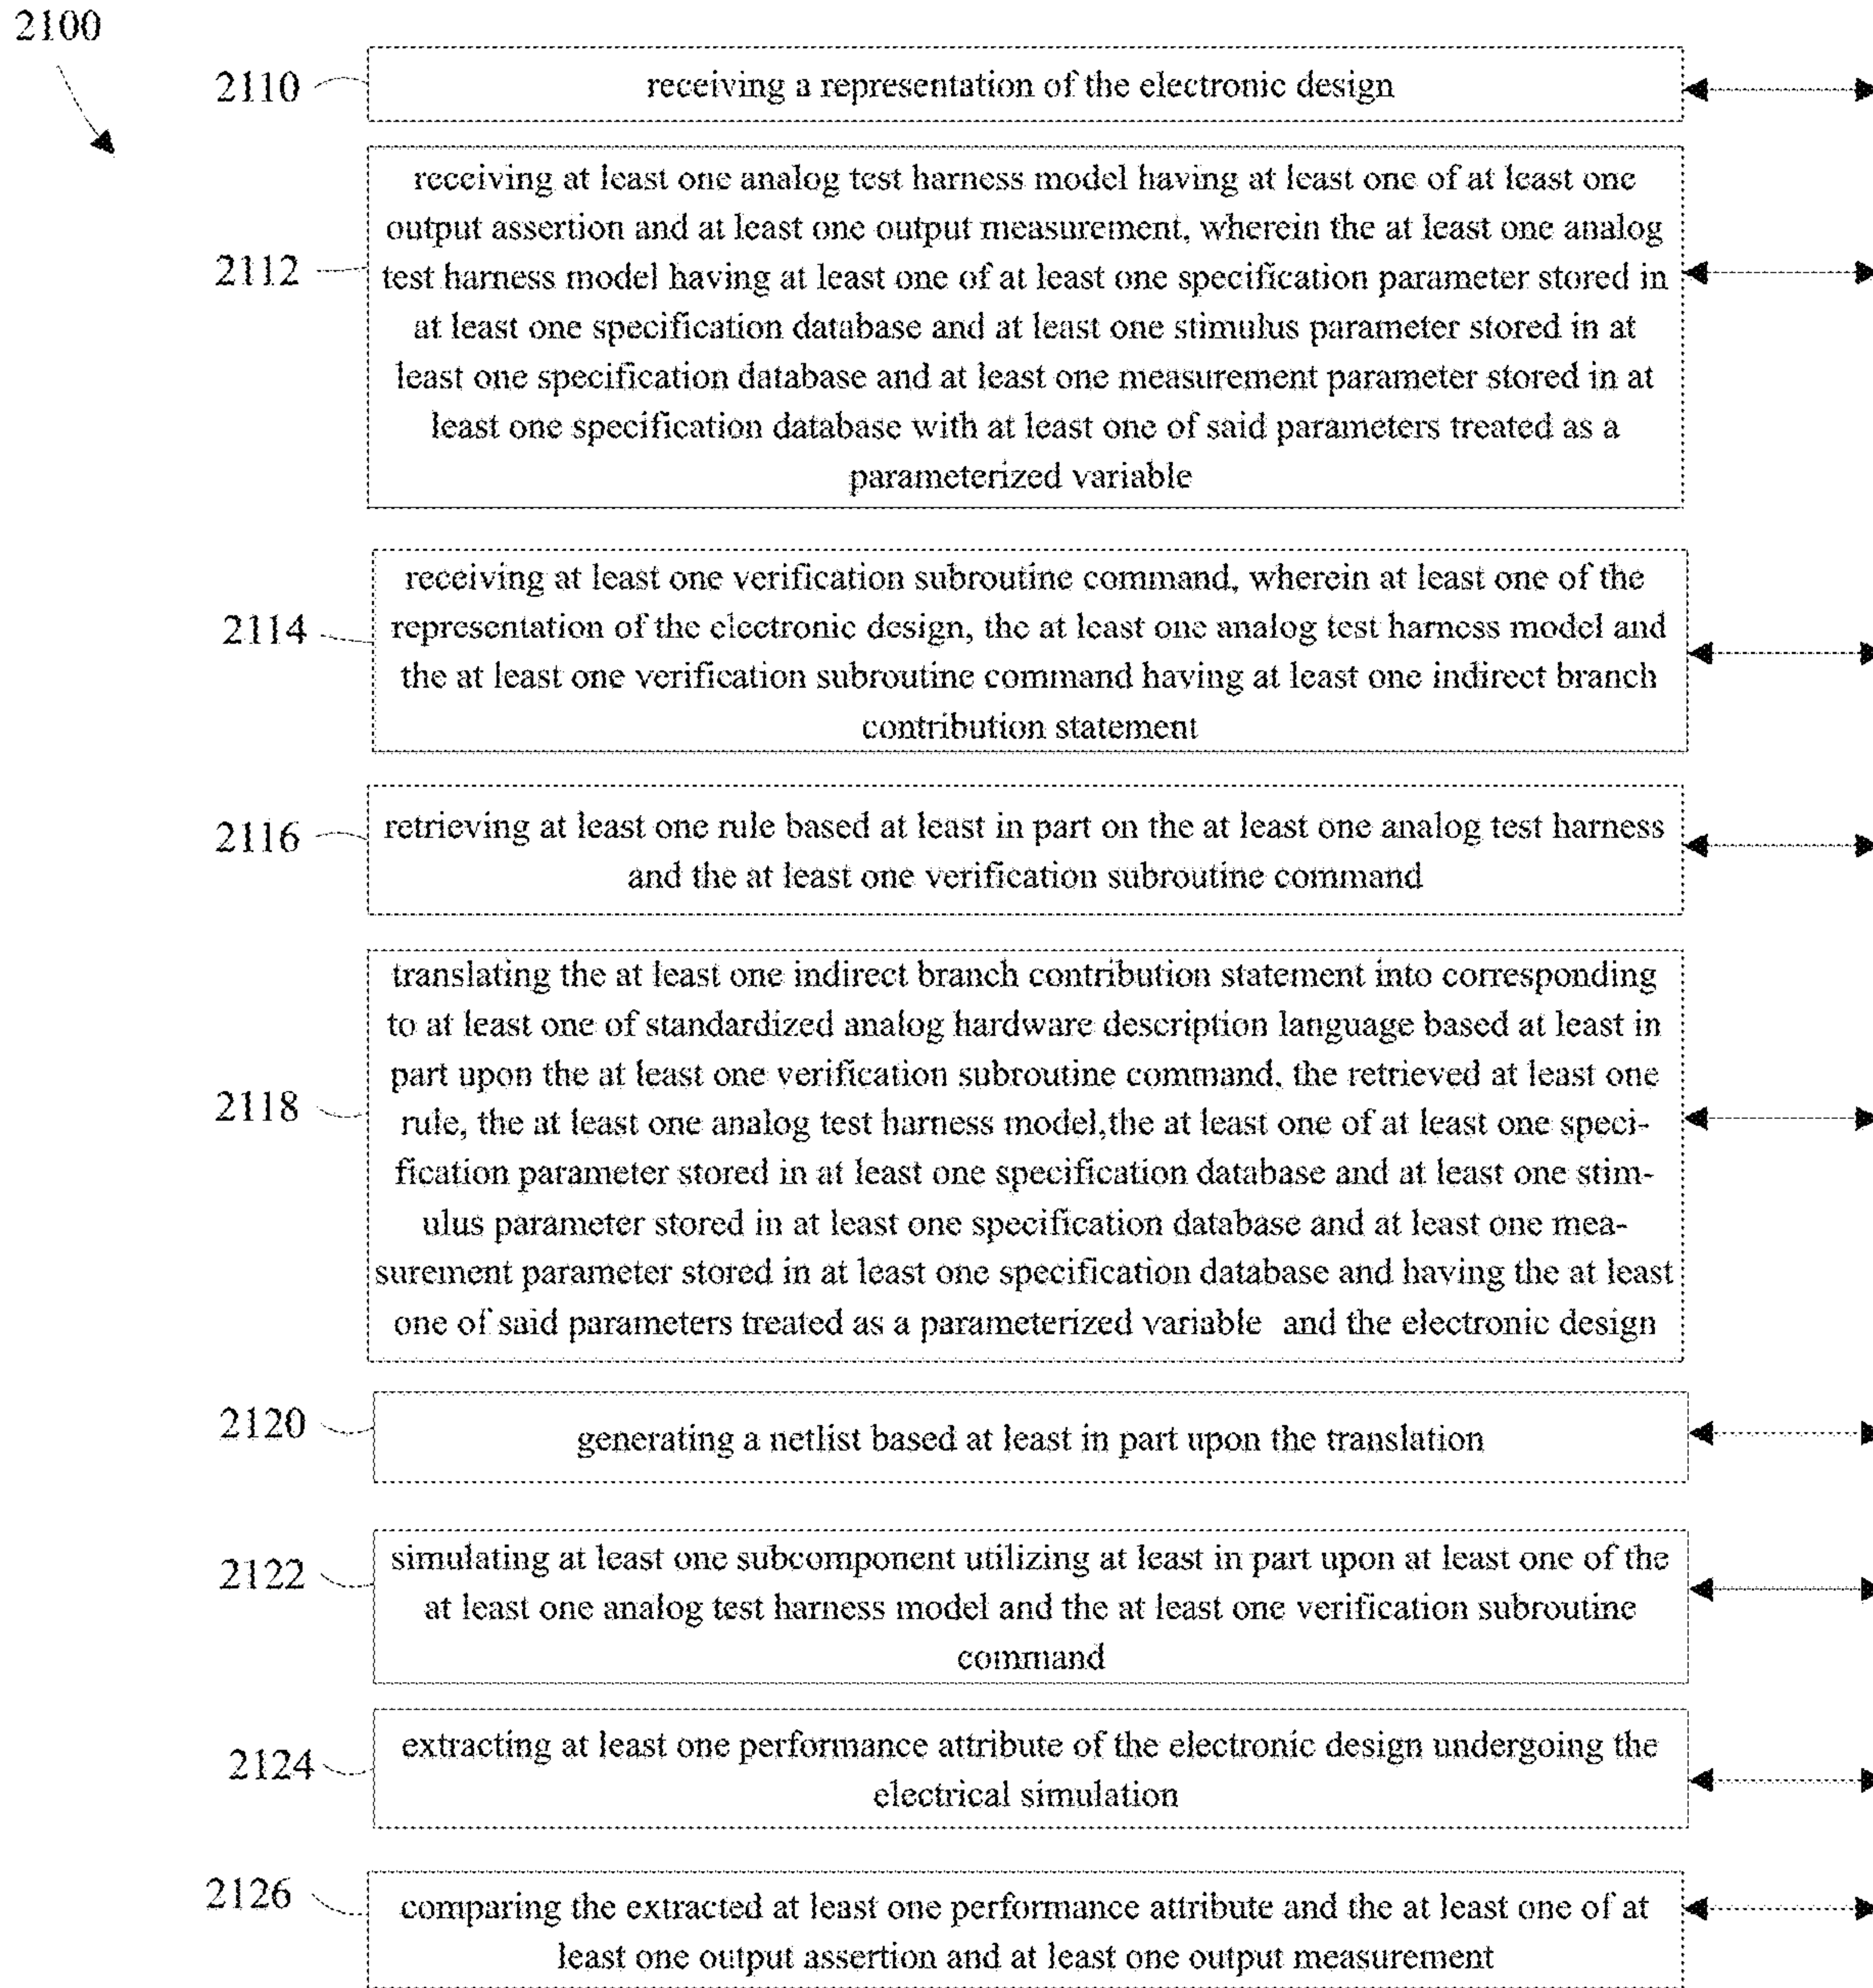 2100
2110
receiving a representation of the electronic design
2112
receiving at least one analog test harness model having at least one of at least one
output assertion and at least one output measurement, wherein the at least one analog
test harness model having at least one of at least one specification parameter stored in
at least one specification database and at least one stimulus parameter stored in at
least one specification database and at least one measurement parameter stored in at
least one specification database with at least one of said parameters treated as a
parameterized variable
2114
receiving at least one verification subroutine command, wherein at least one of the
representation of the electronic design, the at least one analog test harness model and
the at least one verification subroutine command having at least one indirect branch
contribution statement
2116
retrieving at least one rule based at least in part on the at least one analog test harness
and the at least one verification subroutine command
2118
translating the at least one indirect branch contribution statement into corresponding
to at least one of standardized analog hardware description language based at least in
part upon the at least one verification subroutine command, the retrieved at least one
rule, the at least one analog test harness model,the at least one of at least one speci-
fication parameter stored in at least one specification database and at least one stim-
ulus parameter stored in at least one specification database and at least one mea-
surement parameter stored in at least one specification database and having the at least
one of said parameters treated as a parameterized variable and the electronic design
2120
generating a netlist based at least in part upon the translation
2122
simulating at least one subcomponent utilizing at least in part upon at least one of the
at least one analog test harness model and the at least one verification subroutine
command
2124
extracting at least one performance attribute of the electronic design undergoing the
electrical simulation
2126
comparing the extracted at least one performance attribute and the at least one of at
least one output assertion and at least one output measurement